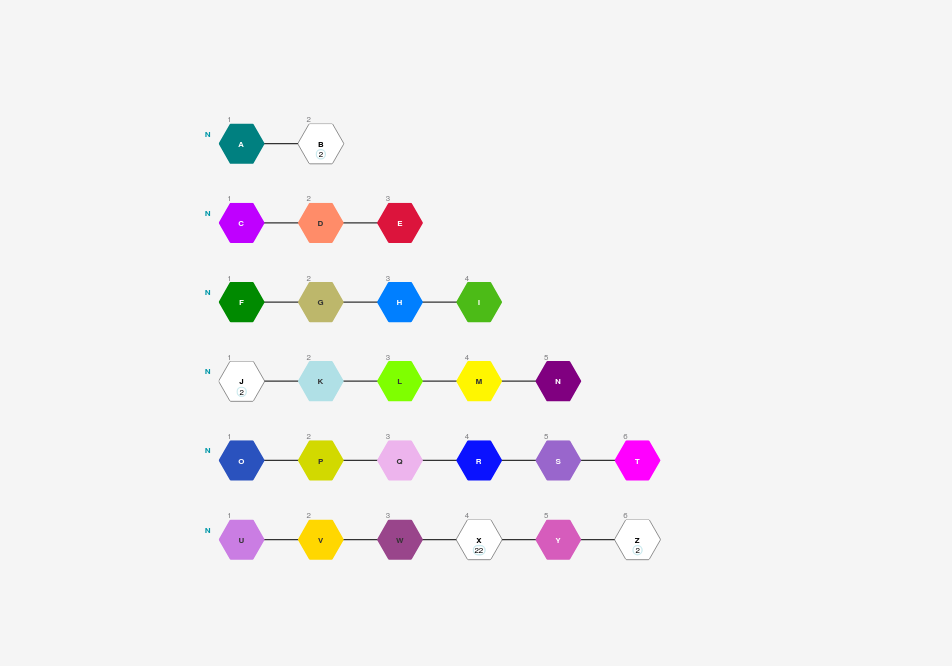 1 2
N A B
2
1 2 3
N C D E
1 2 3 4
N F G H I
1 2 3 4 5
N J K L M N
2
1 2 3 4 5 6
N O P Q R S T
1 2 3 4 5 6
N U V W X Y Z
22 2